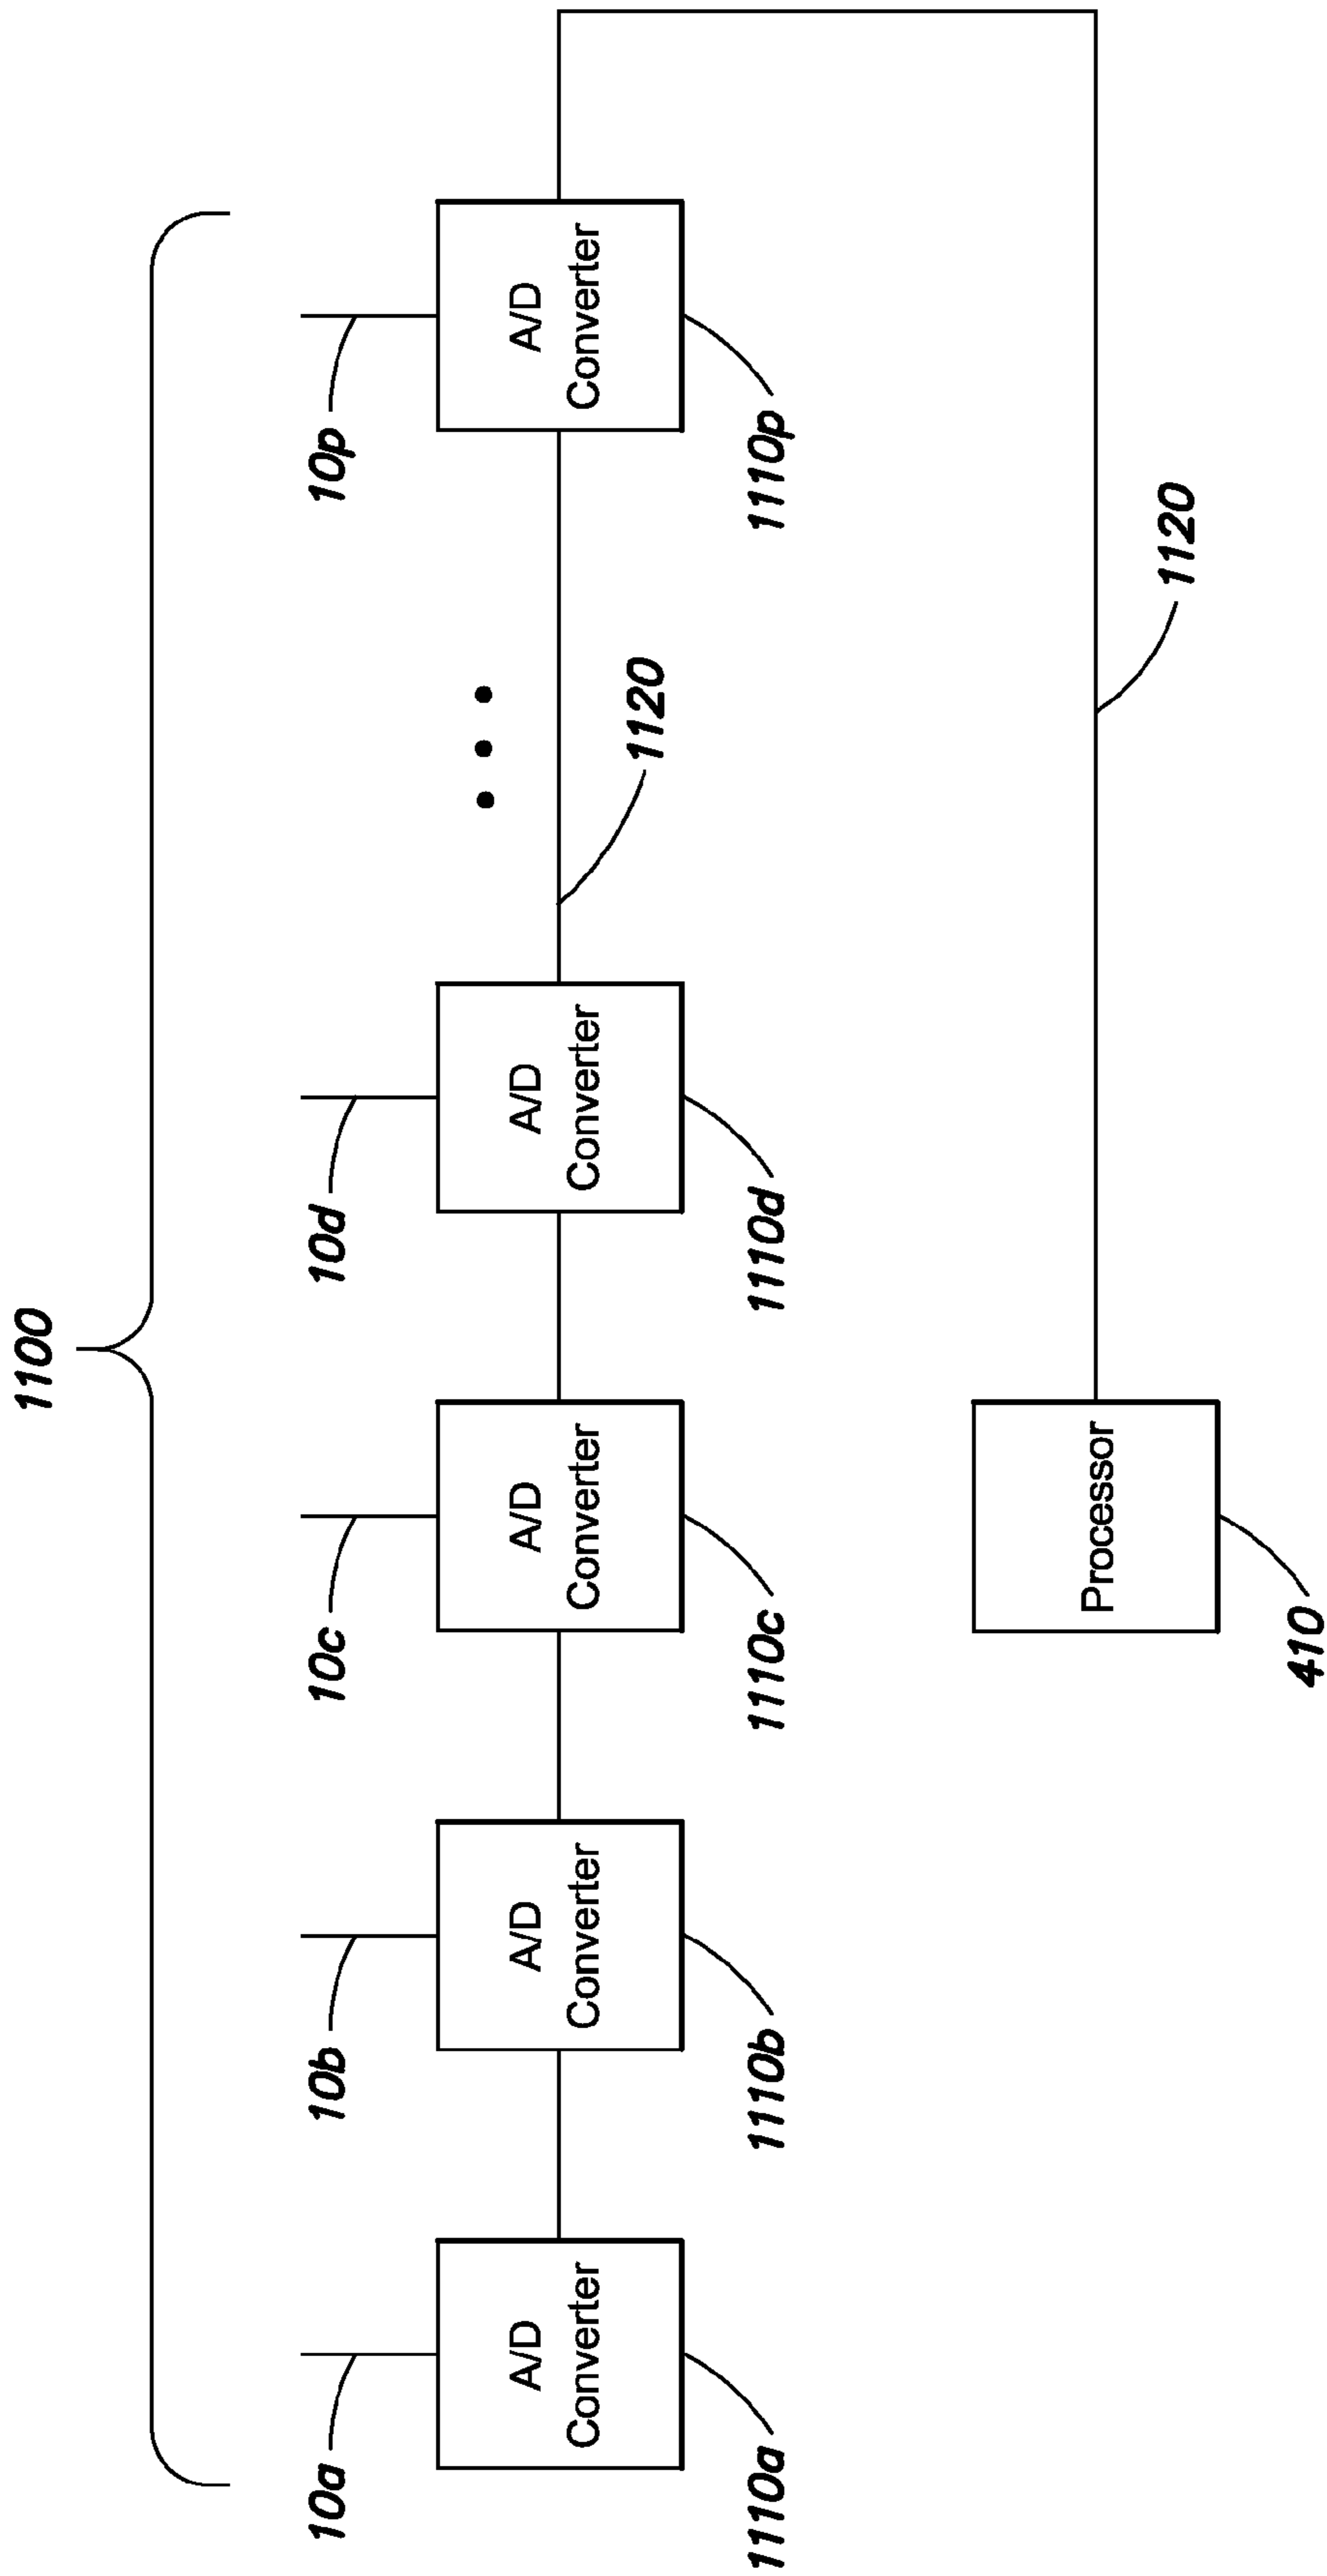 1100
10a
10b
10c
10d
10p
A/D
Converter
A/D
Converter
A/D
Converter
A/D
Converter
A/D
Converter
1110a
1110b
1110c
1110d
1120
1110p
Processor
1120
410